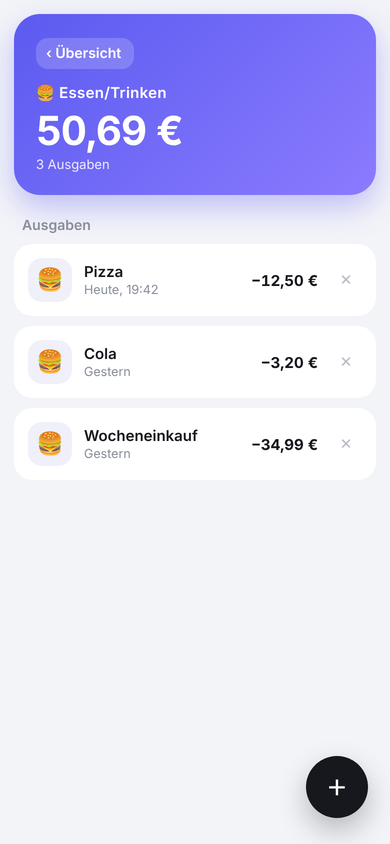 ‹ Übersicht
🍔 Essen/Trinken
50,69 €
3 Ausgaben
Ausgaben
Pizza
Heute, 19:42
−12,50 €
×
Cola
Gestern
−3,20 €
×
Wocheneinkauf
Gestern
−34,99 €
×
+